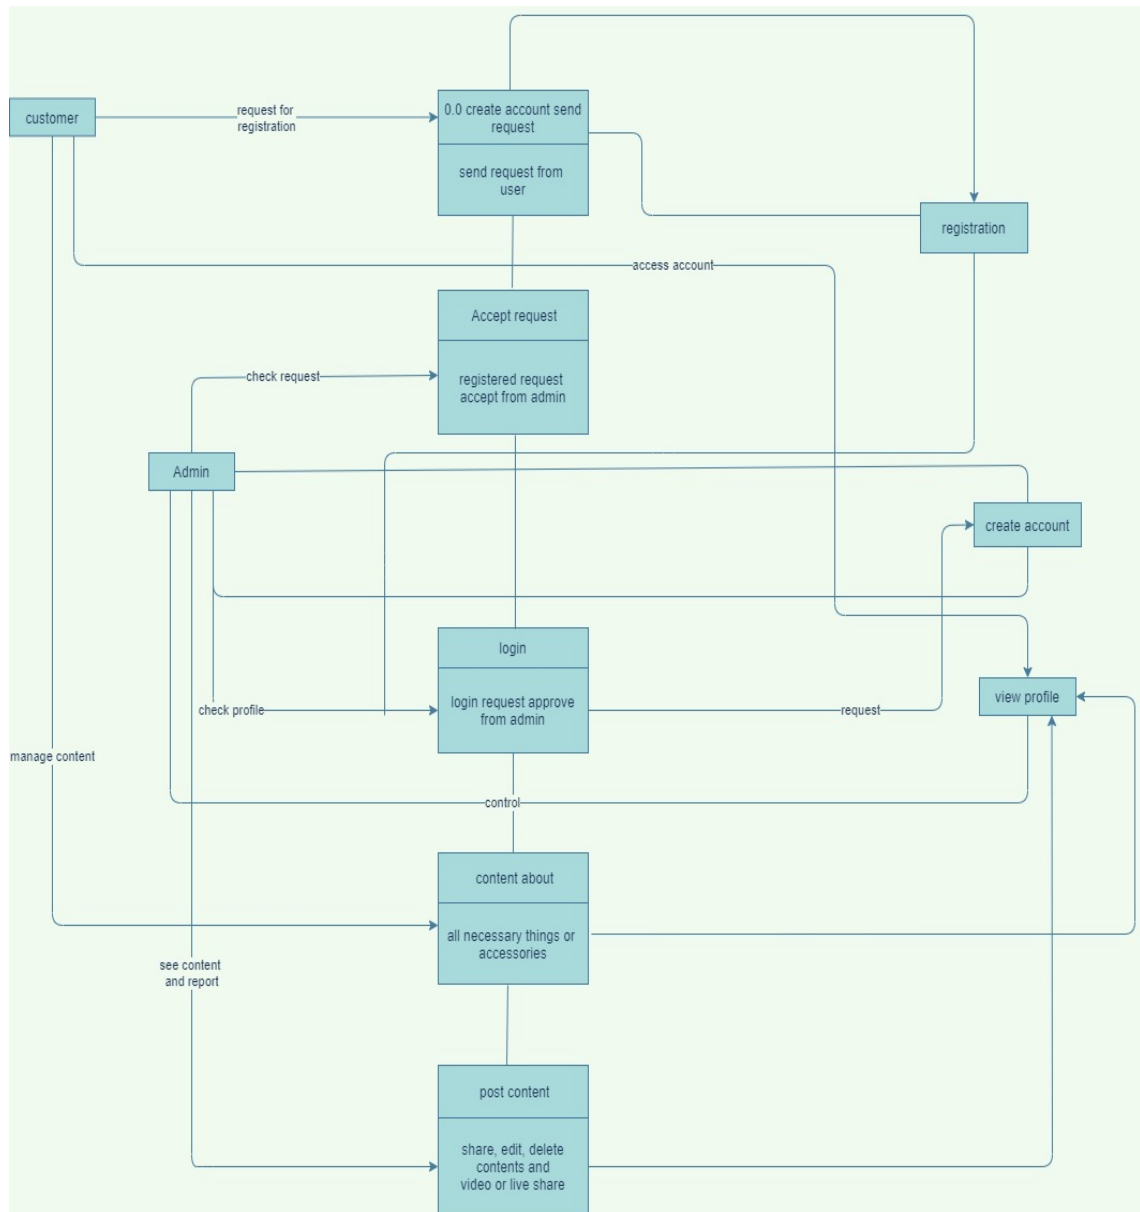 customer
request for
registration
0.0 create account send
request
send request from
user
registration
access account
Accept request
check request
registered request
accept from admin
Admin
create account
login
login request approve
from admin
check profile
request
view profile
manage content
control
content about
all necessary things or
accessories
see content
and report
post content
share, edit, delete
contents and
video or live share